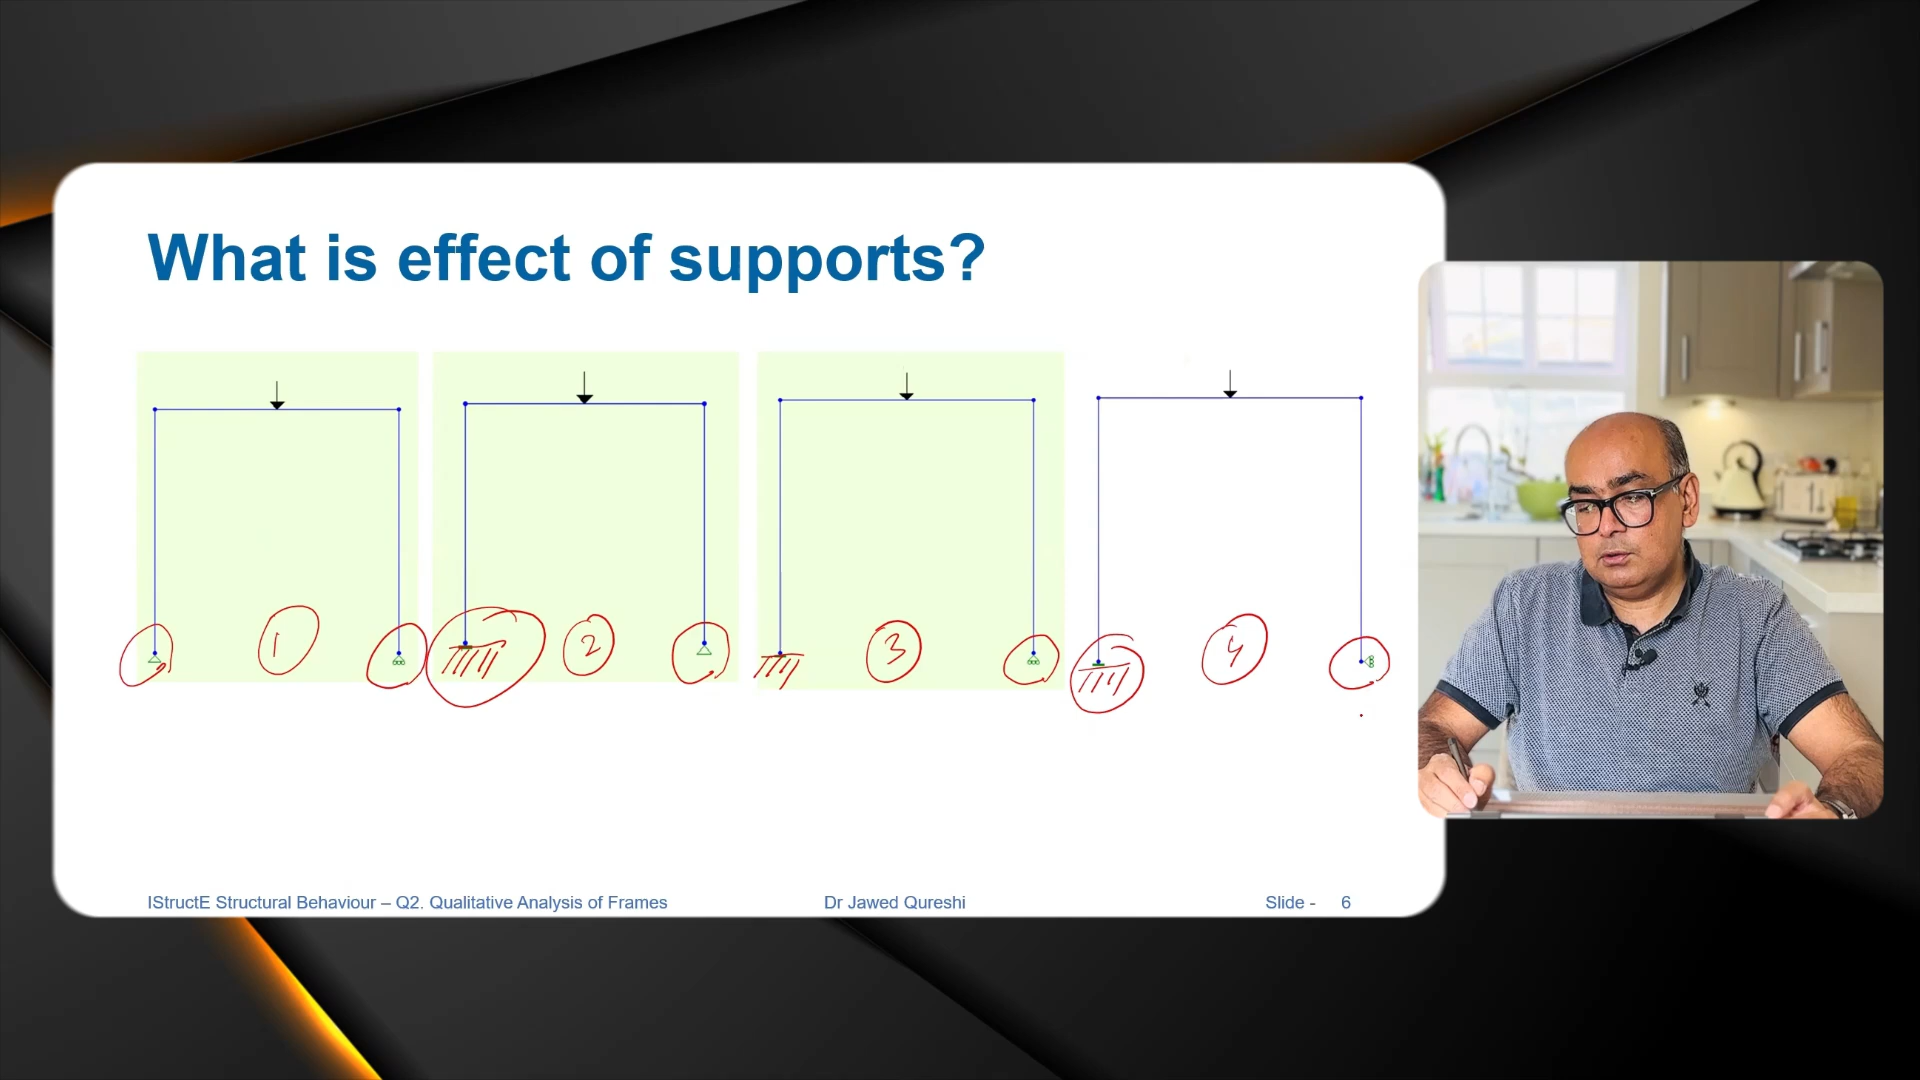 What is effect of supports?
1 2 3 4
IStructE Structural Behaviour – Q2. Qualitative Analysis of Frames Dr Jawed Qureshi Slide - 6